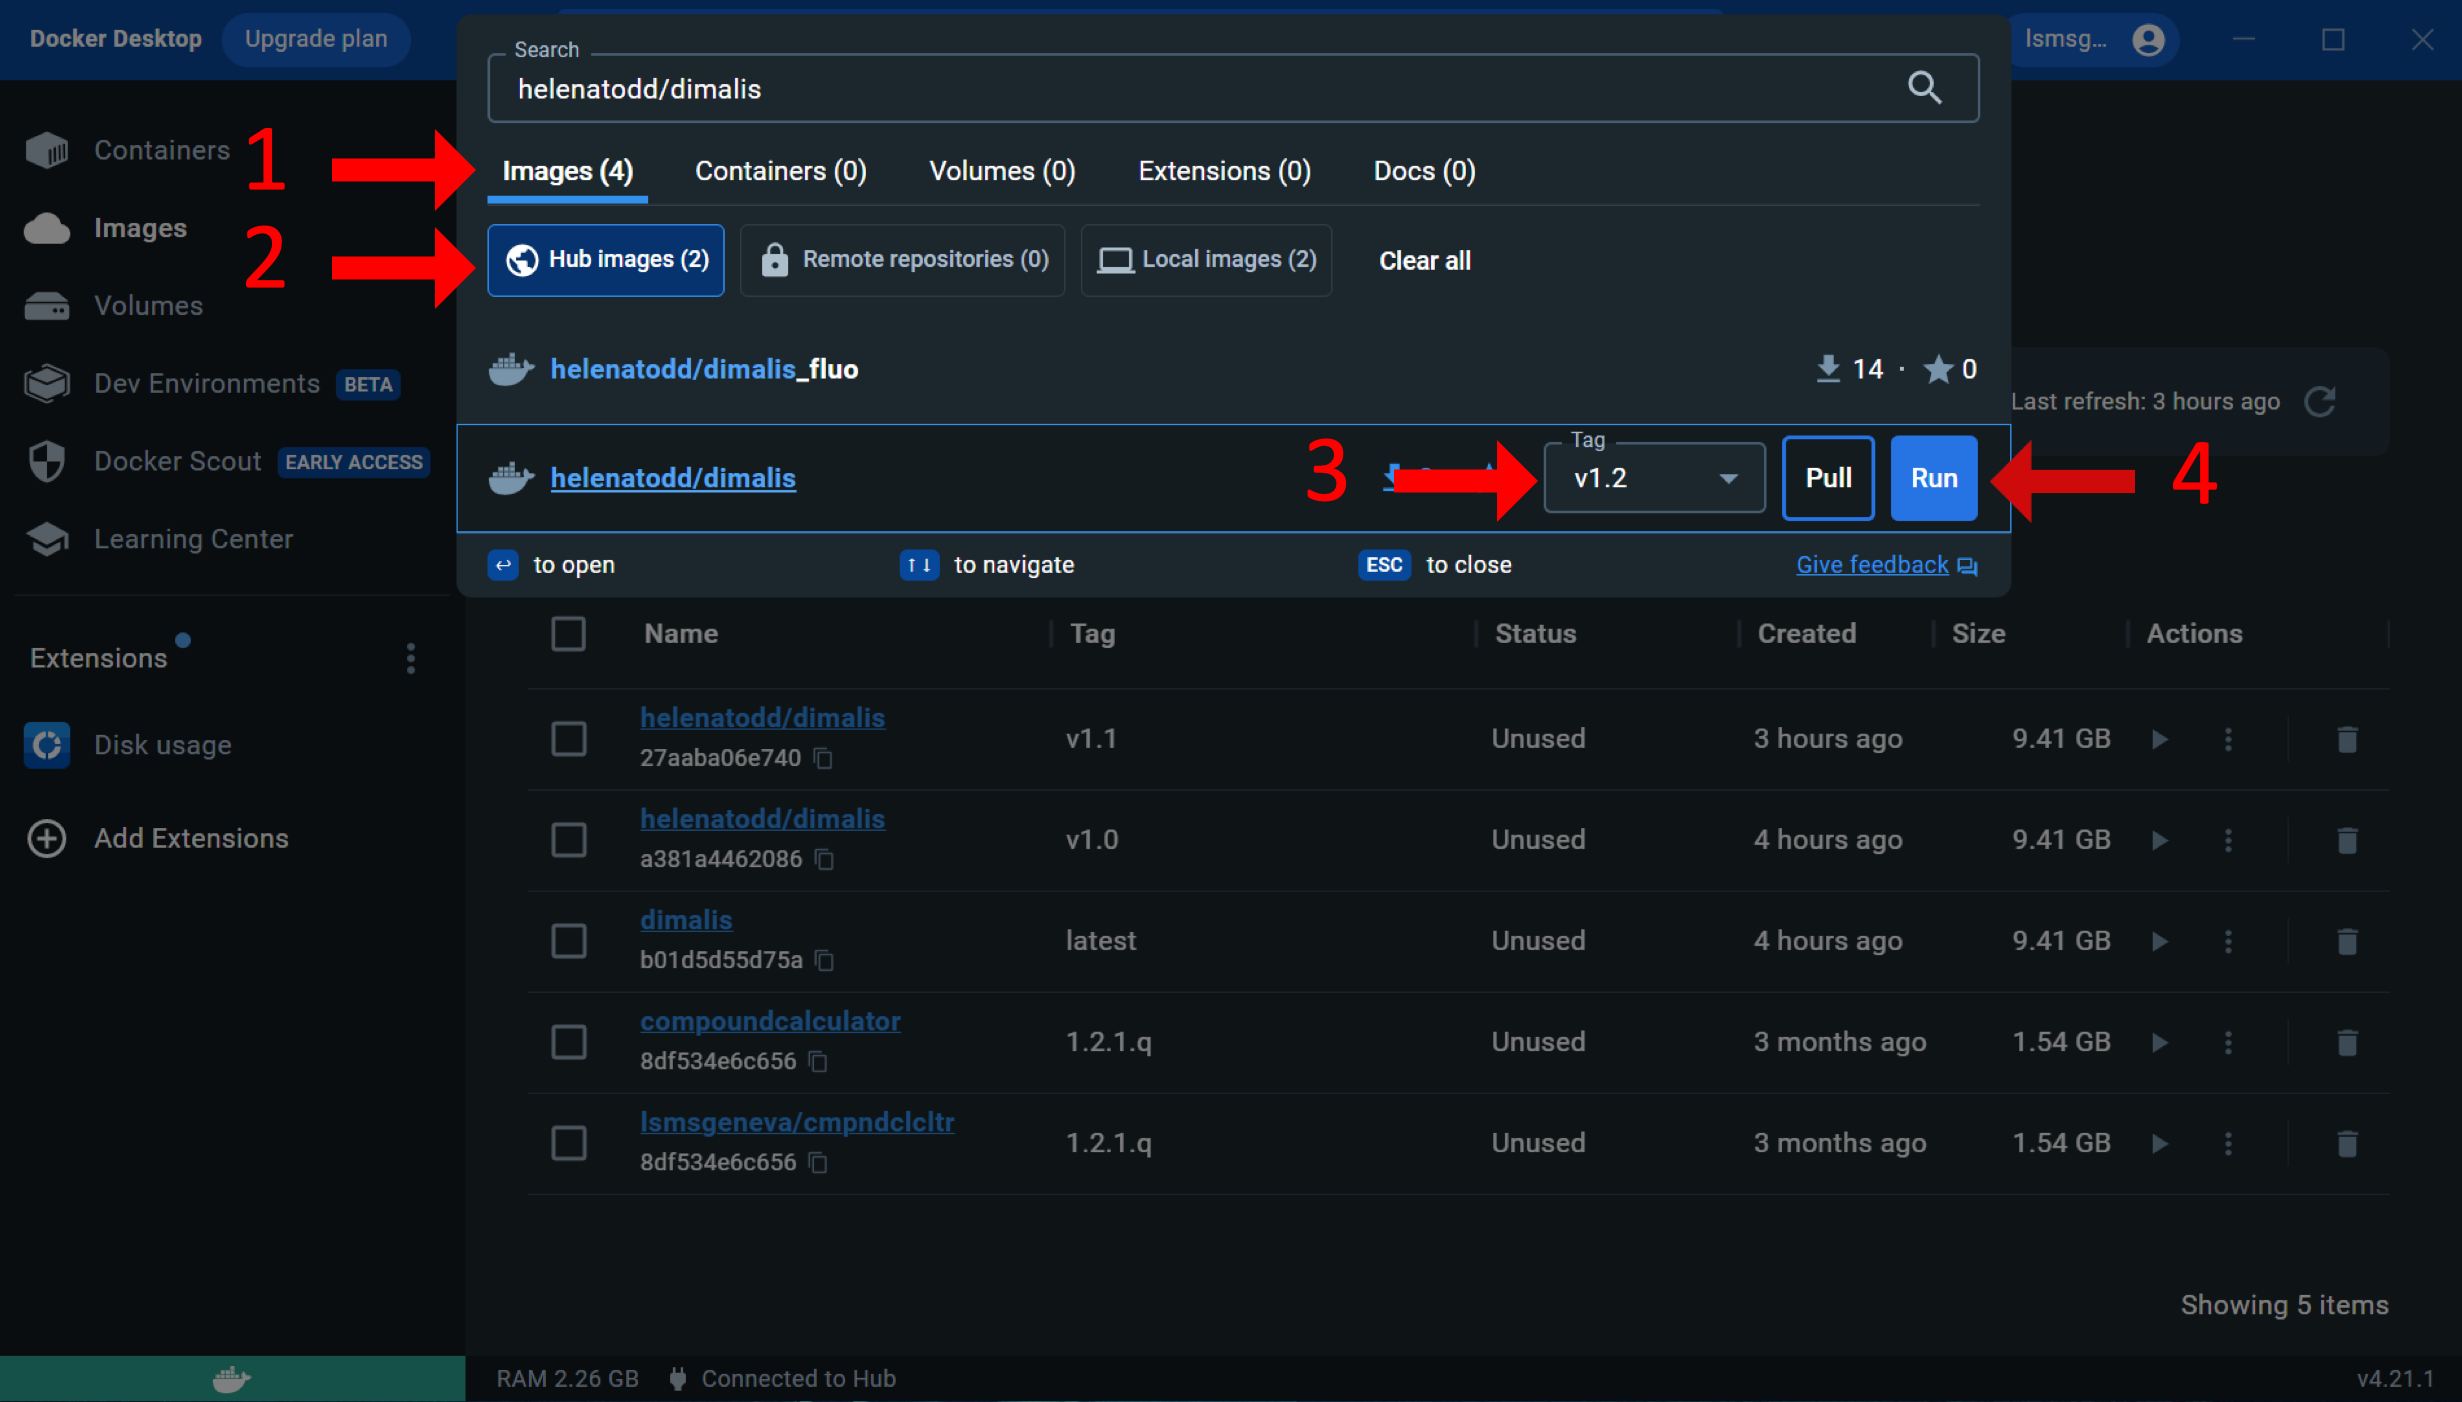 Docker Desktop
Upgrade plan
lsmsg...
Search
helenatodd/dimalis
Images (4)
Containers (0)
Volumes (0)
Extensions (0)
Docs (0)
1
2
Hub images (2)
Remote repositories (0)
Local images (2)
Clear all
helenatodd/dimalis_fluo
14 · 0
helenatodd/dimalis
3
Tag
v1.2
Pull
Run
4
to open
to navigate
ESC to close
Give feedback
Containers
Images
Volumes
Dev Environments BETA
Docker Scout EARLY ACCESS
Learning Center
Extensions
Disk usage
Add Extensions
Last refresh: 3 hours ago
Name Tag Status Created Size Actions
helenatodd/dimalis
27aaba06e740
v1.1 Unused 3 hours ago 9.41 GB
helenatodd/dimalis
a381a4462086
v1.0 Unused 4 hours ago 9.41 GB
dimalis
b01d5d55d75a
latest Unused 4 hours ago 9.41 GB
compoundcalculator
8df534e6c656
1.2.1.q Unused 3 months ago 1.54 GB
lsmsgeneva/cmpndclcltr
8df534e6c656
1.2.1.q Unused 3 months ago 1.54 GB
Showing 5 items
RAM 2.26 GB Connected to Hub
v4.21.1